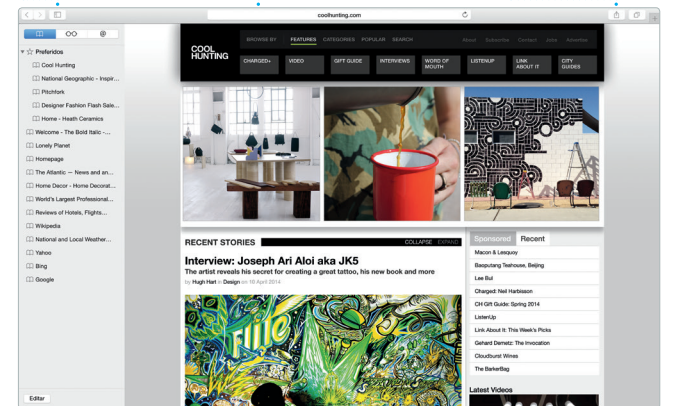 coolhunting.com
@
Preferidos
Cool Hunting
National Geographic - Inspir...
Pitchfork
Designer Fashion Flash Sale...
Home - Heath Ceramics
Welcome - The Bold Italic -...
Lonely Planet
Homepage
The Atlantic — News and an...
Home Decor - Home Decorat...
World's Largest Professional...
Reviews of Hotels, Flights...
Wikipedia
National and Local Weather...
Yahoo
Bing
Google
Editar
COOL
HUNTING
BROWSE BY FEATURES CATEGORIES POPULAR SEARCH
About Subscribe Contact Jobs Advertise
CHARGED+
VIDEO
GIFT GUIDE
INTERVIEWS
WORD OF
MOUTH
LISTENUP
LINK
ABOUT IT
CITY
GUIDES
RECENT STORIES
COLLAPSE EXPAND
Interview: Joseph Ari Aloi aka JK5
The artist reveals his secret for creating a great tattoo, his new book and more
by Hugh Hart in Design on 18 April 2014
Sponsored Recent
Macon & Lesquoy
Baoputang Teahouse, Beijing
Lee Bul
Charged: Neil Harbisson
CH Gift Guide: Spring 2014
ListenUp
Link About It: This Week's Picks
Gehard Demetz: The Invocation
Cloudburst Wines
The BarkerBag
Latest Videos